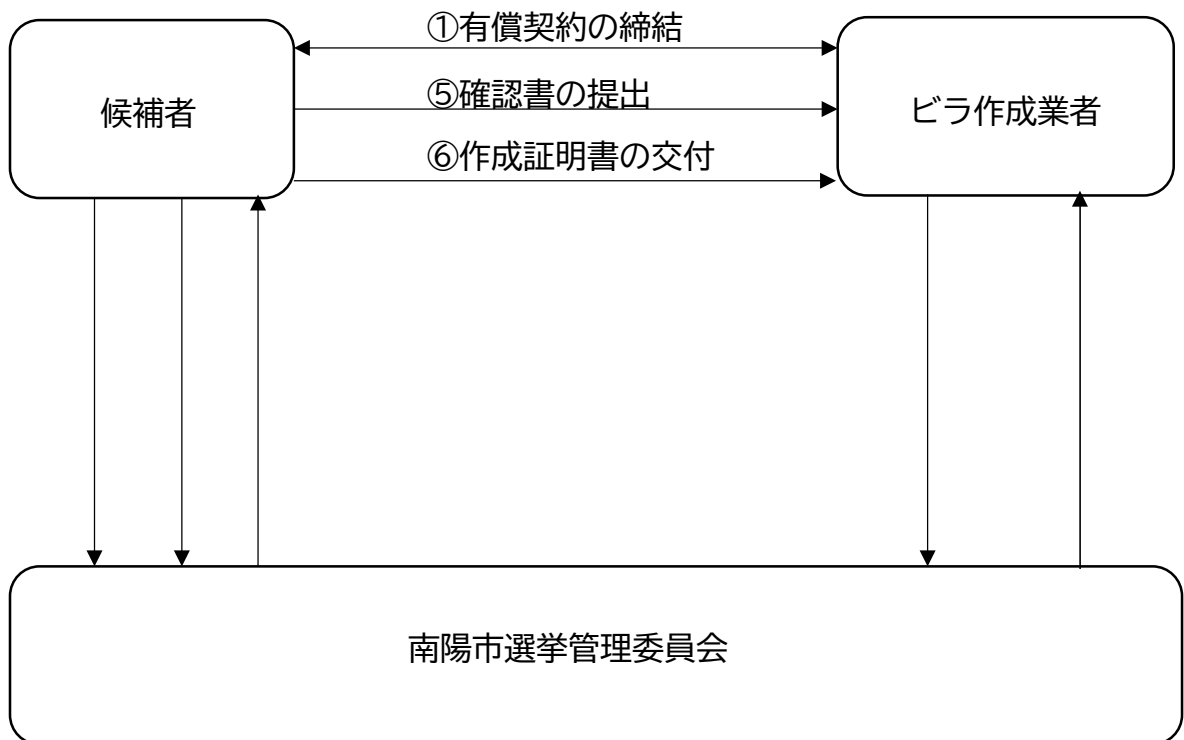 ①有償契約の締結
候補者
⑤確認書の提出
ビラ作成業者
⑥作成証明書の交付
南陽市選挙管理委員会